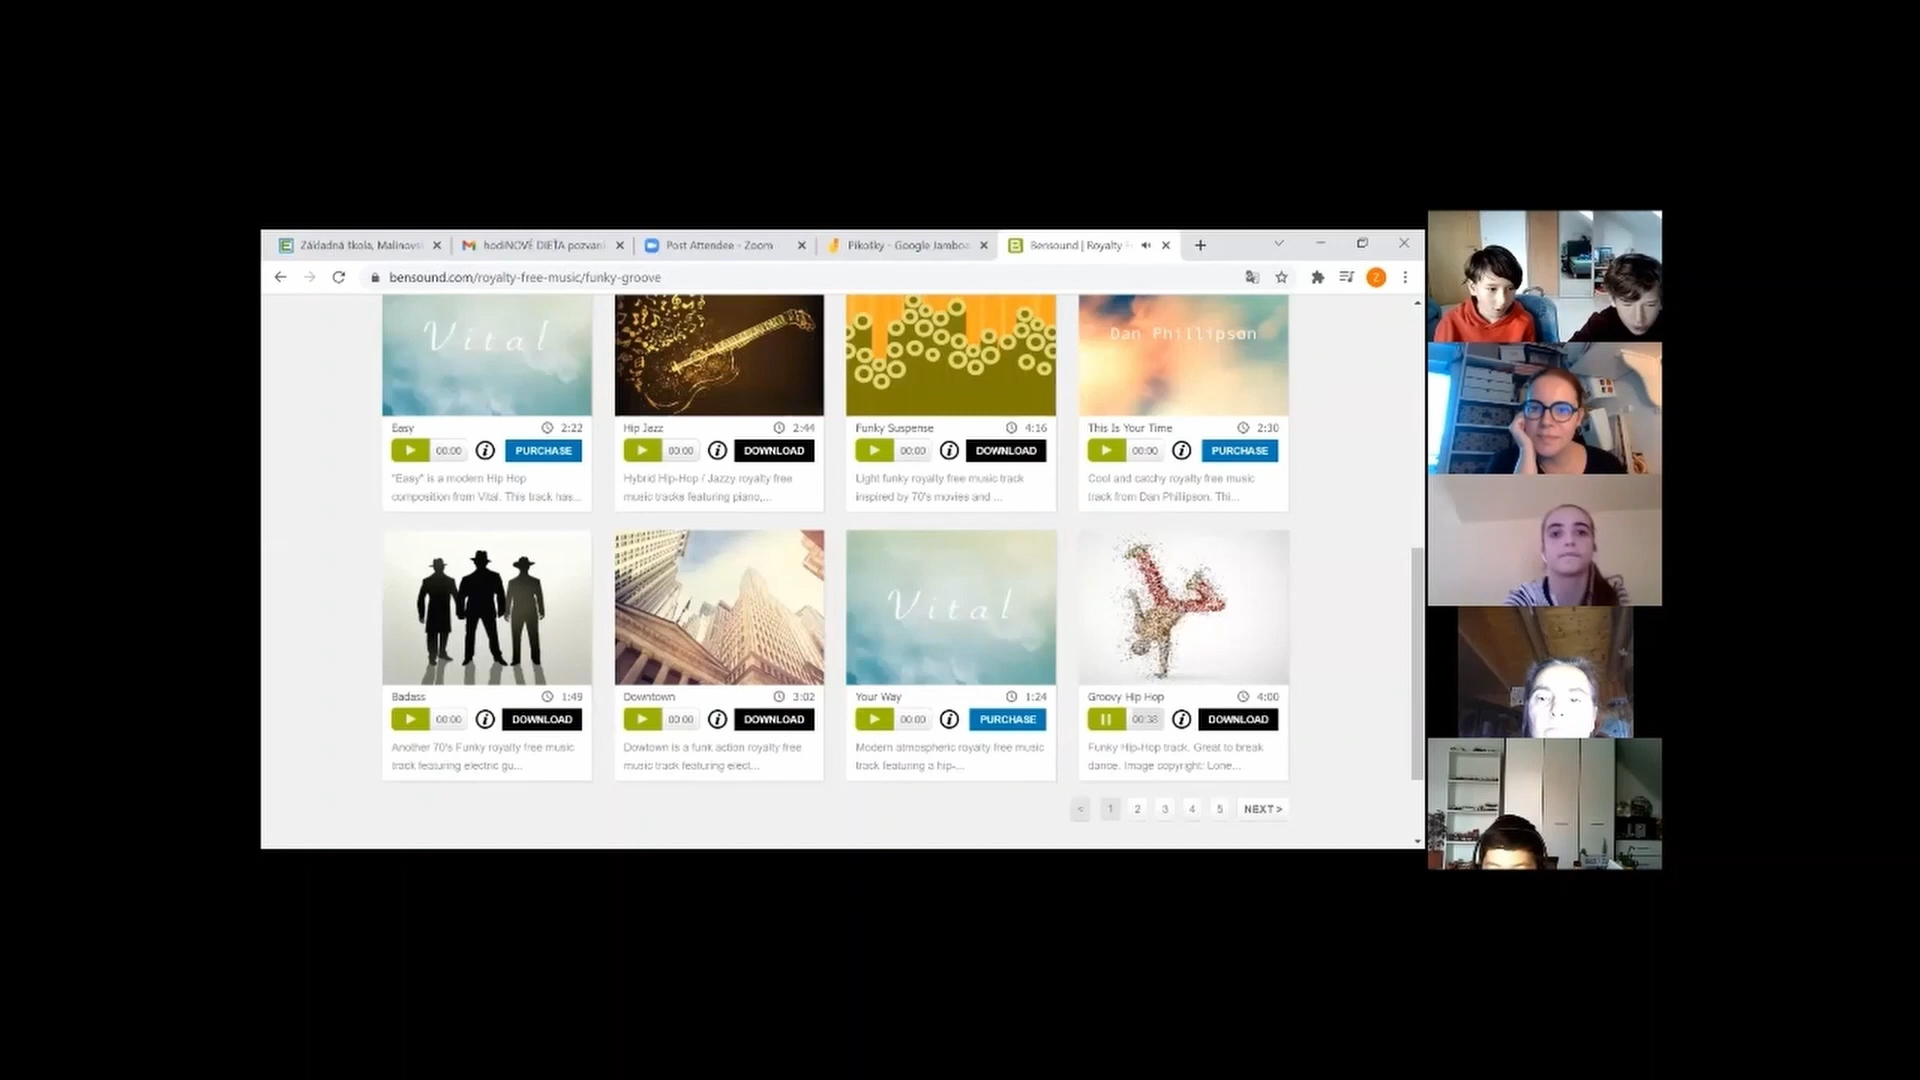 Základná škola, Malinovs
hodiNOVÉ DIEŤA pozvank
Post Attendee - Zoom
Pikošky - Google Jamboa
Bensound | Royalty Fr
bensound.com/royalty-free-music/funky-groove
Z
Vital
Dan Phillipson
Easy 2:22
00:00 PURCHASE
"Easy" is a modern Hip Hop
composition from Vital. This track has...
Hip Jazz 2:44
00:00 DOWNLOAD
Hybrid Hip-Hop / Jazzy royalty free
music tracks featuring piano,...
Funky Suspense 4:16
00:00 DOWNLOAD
Light funky royalty free music track
inspired by 70's movies and ...
This Is Your Time 2:30
00:00 PURCHASE
Cool and catchy royalty free music
track from Dan Phillipson. Thi...
Vital
Badass 1:49
00:00 DOWNLOAD
Another 70's Funky royalty free music
track featuring electric gu...
Downtown 3:02
00:00 DOWNLOAD
Dowtown is a funk action royalty free
music track featuring elect...
Your Way 1:24
00:00 PURCHASE
Modern atmospheric royalty free music
track featuring a hip-...
Groovy Hip Hop 4:00
00:38 DOWNLOAD
Funky Hip-Hop track. Great to break
dance. Image copyright: Lone...
< 1 2 3 4 5 NEXT >